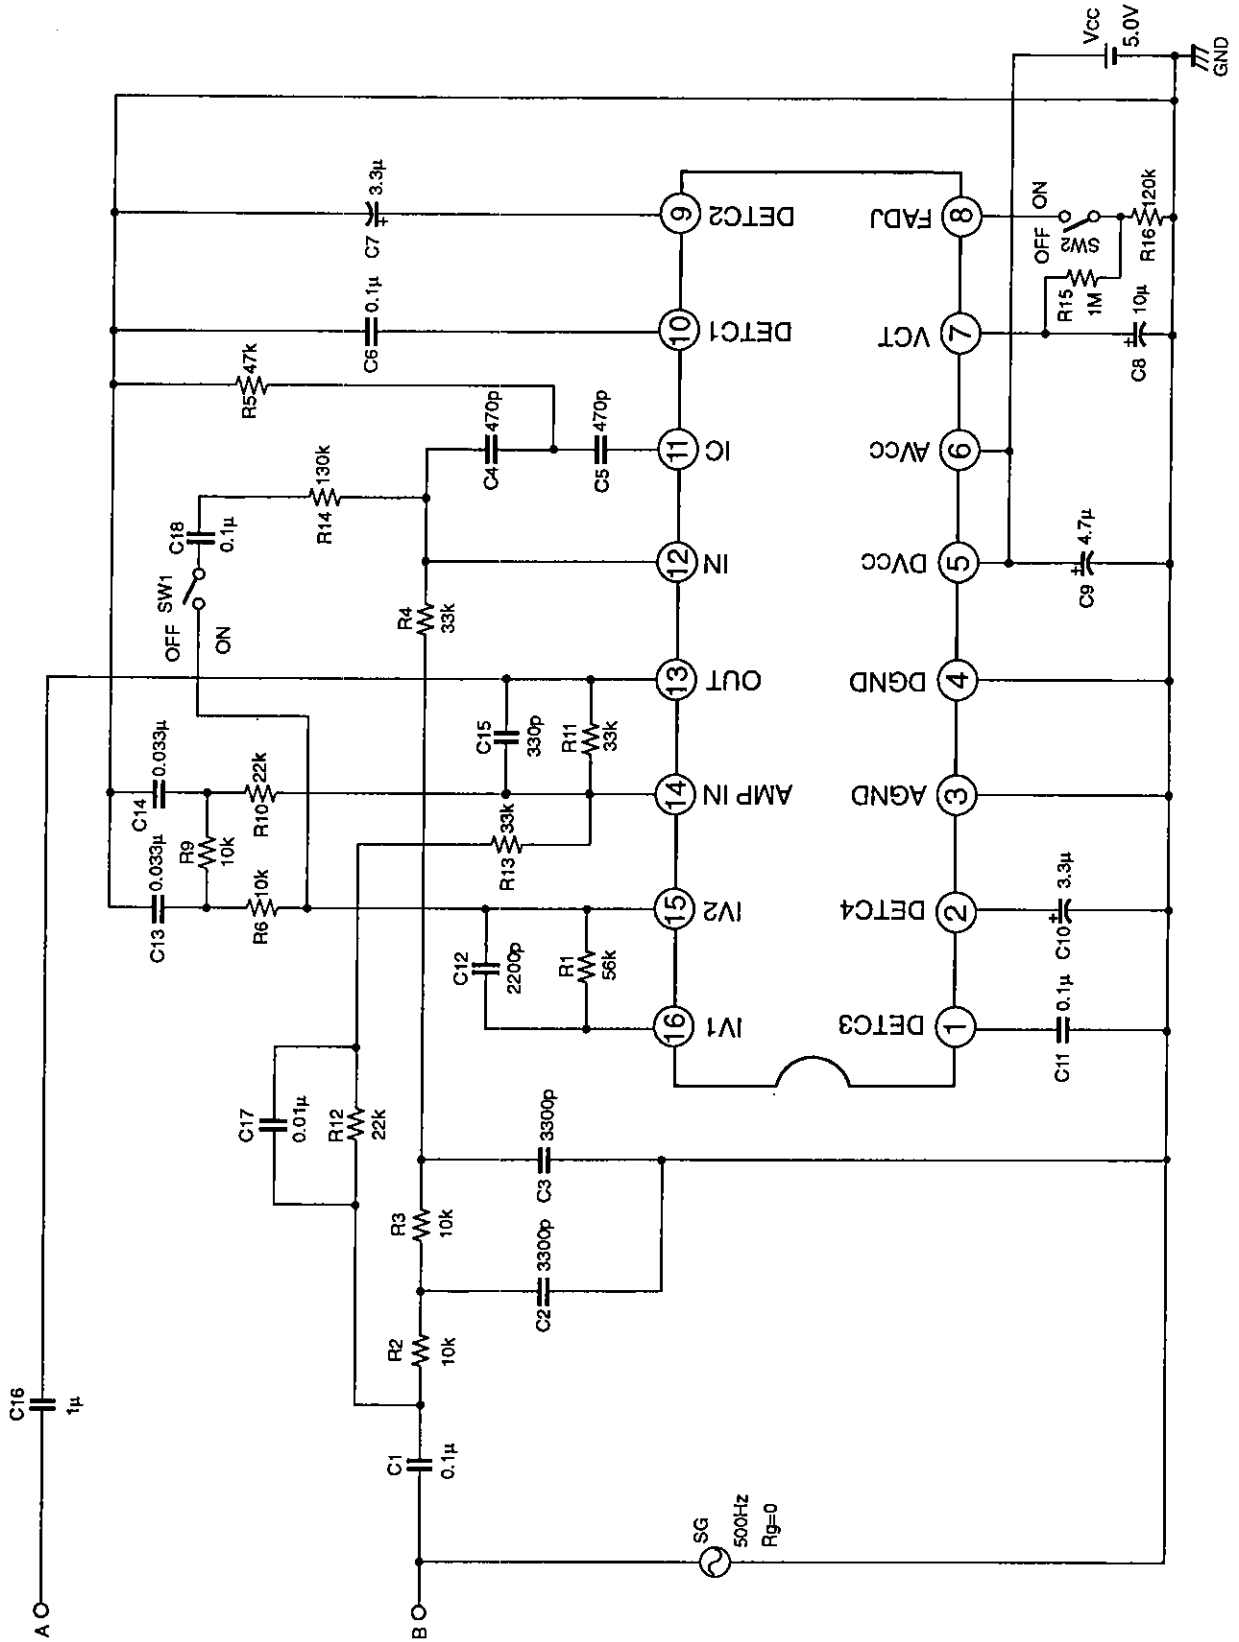 A
C16
1μ
B
C1
0.1μ
SG
500Hz
Rg=0
R2
10k
C2
3300p
R3
10k
C3
3300p
C17
0.01μ
R12
22k
C13
0.033μ
C14
0.033μ
R9
10k
R6
10k
R10
22k
R13
33k
C12
2200p
R1
56k
C15
330p
R11
33k
R4
33k
OFF
SW1
ON
C18
0.1μ
R14
130k
C4
470p
C5
470p
R5
47k
C6
0.1μ
C7
3.3μ
+
16
IV1
15
IV2
14
AMP IN
13
OUT
12
IN
11
IC
10
DETC1
9
DETC2
1
DETC3
2
DETC4
3
AGND
4
DGND
5
DVCC
6
AVCC
7
VCT
8
FADJ
C11
0.1μ
C10
3.3μ
+
C9
4.7μ
+
C8
10μ
+
R15
1M
OFF
ON
SW2
R16
120k
Vcc
5.0V
GND